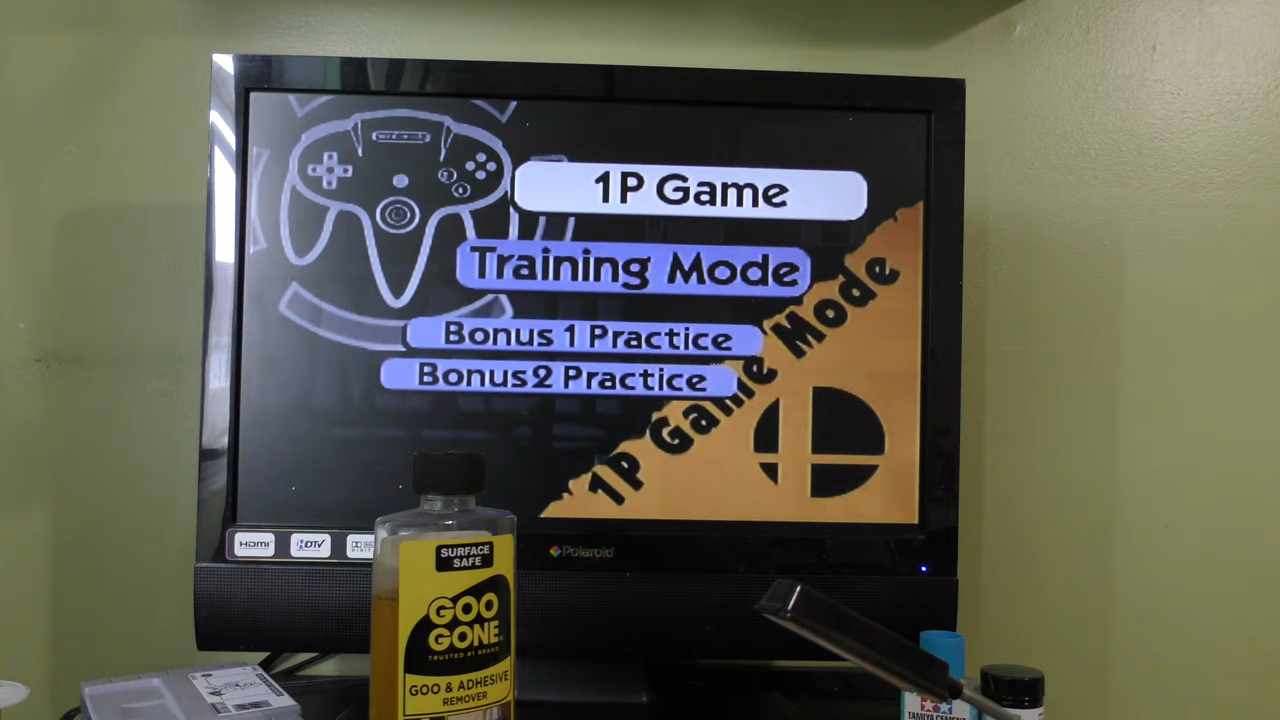 1P Game
Training Mode
Bonus 1 Practice
Bonus2 Practice
1P Game Mode
HDMI
HDTV
Polaroid
SURFACE
SAFE
GOO
GONE
TRUSTED #1 BRAND
GOO & ADHESIVE
REMOVER
TAMIYA CEMENT